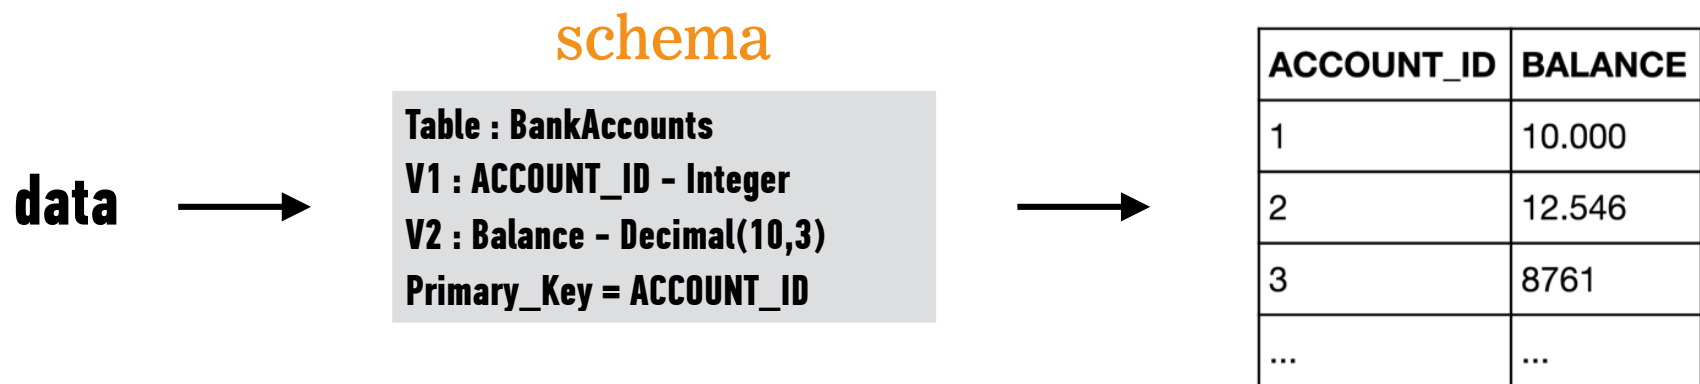 schema
data
Table : BankAccounts
V1 : ACCOUNT_ID - Integer
V2 : Balance - Decimal(10,3)
Primary_Key = ACCOUNT_ID
ACCOUNT_ID BALANCE
1 10.000
2 12.546
3 8761
... ...